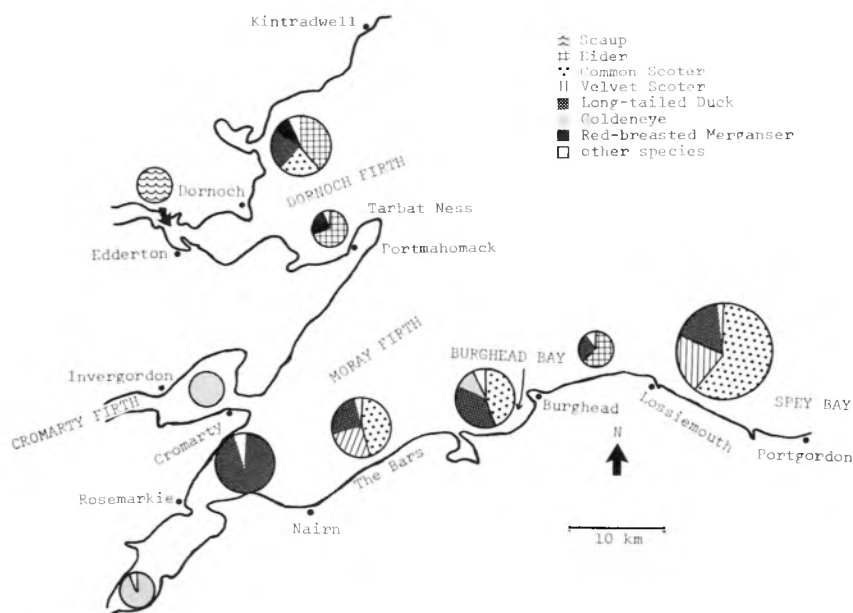 Kintradwell
Scaup
Eider
Common Scoter
Velvet Scoter
Long-tailed Duck
Goldeneye
Red-breasted Merganser
other species
Dornoch
DORNOCH FIRTH
Tarbat Ness
Portmahomack
Edderton
MORAY FIRTH
BURGHEAD BAY
Invergordon
CROMARTY FIRTH
Cromarty
Burghead
Lossiemouth
SPEY BAY
N
The Bars
Portgordon
Rosemarkie
Nairn
10 km